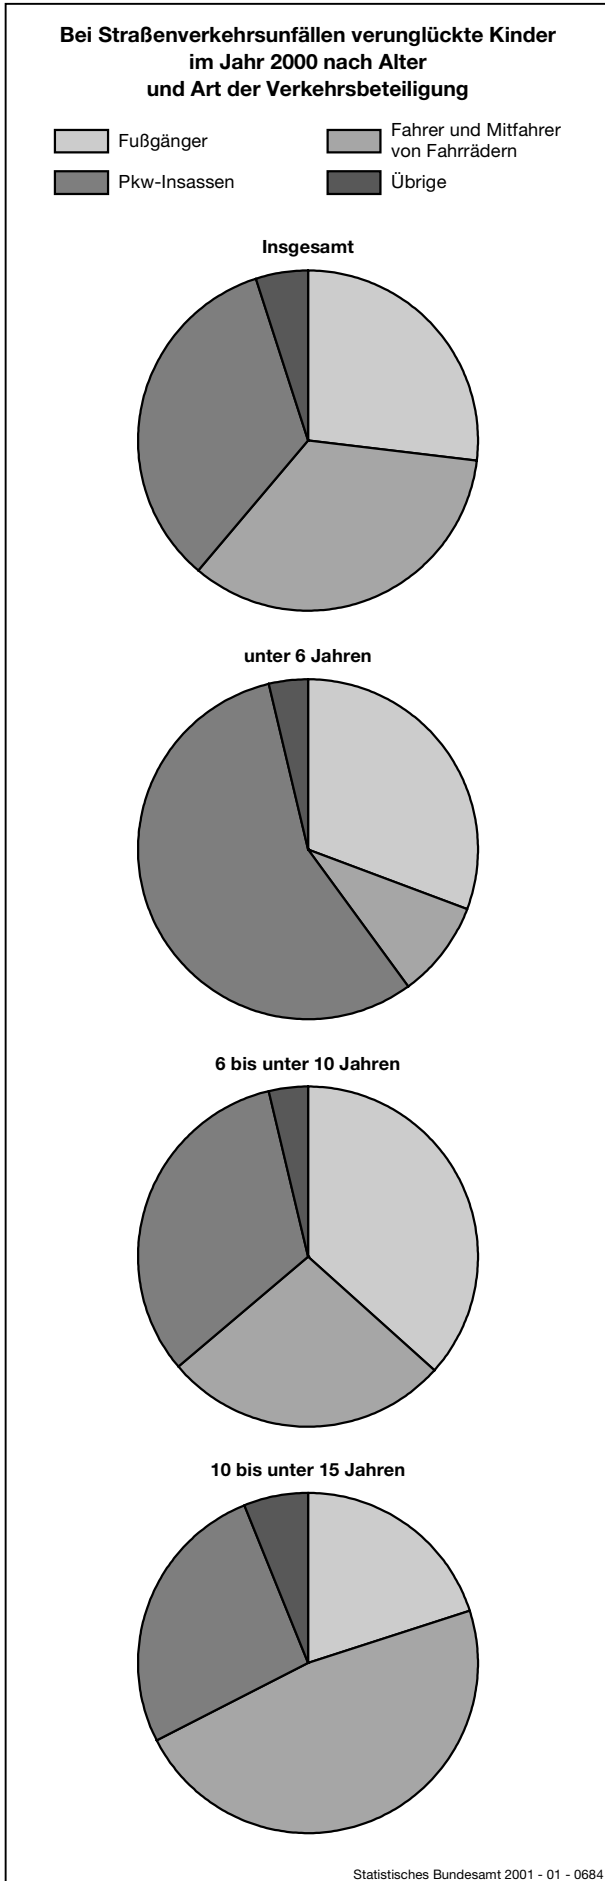 Bei Straßenverkehrsunfällen verunglückte Kinder
im Jahr 2000 nach Alter
und Art der Verkehrsbeteiligung
Fußgänger
Fahrer und Mitfahrer
von Fahrrädern
Pkw-Insassen
Übrige
Insgesamt
unter 6 Jahren
6 bis unter 10 Jahren
10 bis unter 15 Jahren
Statistisches Bundesamt 2001 - 01 - 0684